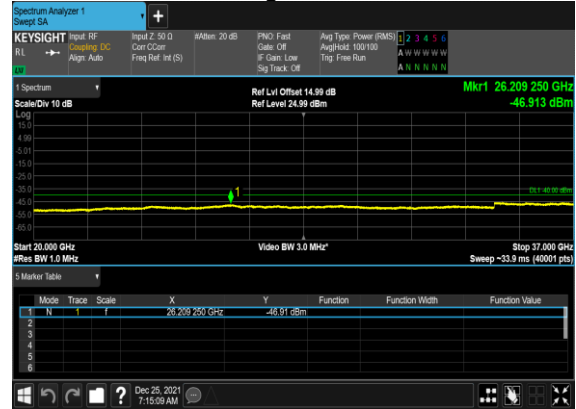 Spectrum Analyzer 1
Swept SA
+
KEYSIGHT
RL
Input: RF
Coupling: DC
Align: Auto
Input Z: 50 Ω
Corr CCorr
Freq Ref: Int (S)
#Atten: 20 dB
PNO: Fast
Gate: Off
IF Gain: Low
Sig Track: Off
Avg Type: Power (RMS)
Avg|Hold: 100/100
Trig: Free Run
1 2 3 4 5 6
A W W W W W
A N N N N N
1 Spectrum
Scale/Div 10 dB
Ref Lvl Offset 14.99 dB
Ref Level 24.99 dBm
Mkr1 26.209 250 GHz
-46.913 dBm
Log
15.0
4.99
-5.01
-15.0
-25.0
-35.0
-45.0
-55.0
-65.0
1
DL1 -40.00 dBm
Start 20.000 GHz
#Res BW 1.0 MHz
Video BW 3.0 MHz*
Stop 37.000 GHz
Sweep ~33.9 ms (40001 pts)
5 Marker Table
Mode Trace Scale X Y Function Function Width Function Value
1 N 1 f 26.209 250 GHz -46.91 dBm
2
3
4
5
6
? Dec 25, 2021
7:15:09 AM